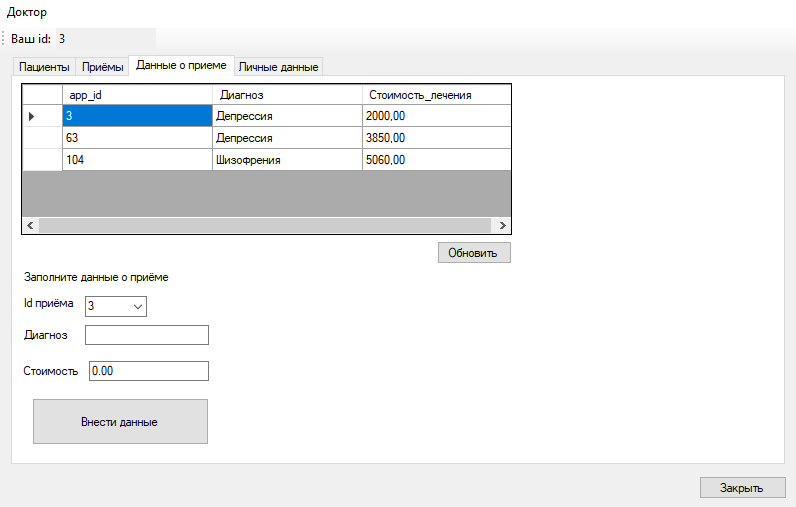 Доктор
Ваш id: 3
Пациенты Приёмы Данные о приеме Личные данные
app_id Диагноз Стоимость_лечения
3 Депрессия 2000,00
63 Депрессия 3850,00
104 Шизофрения 5060,00
Обновить
Заполните данные о приёме
Id приёма 3
Диагноз
Стоимость 0.00
Внести данные
Закрыть